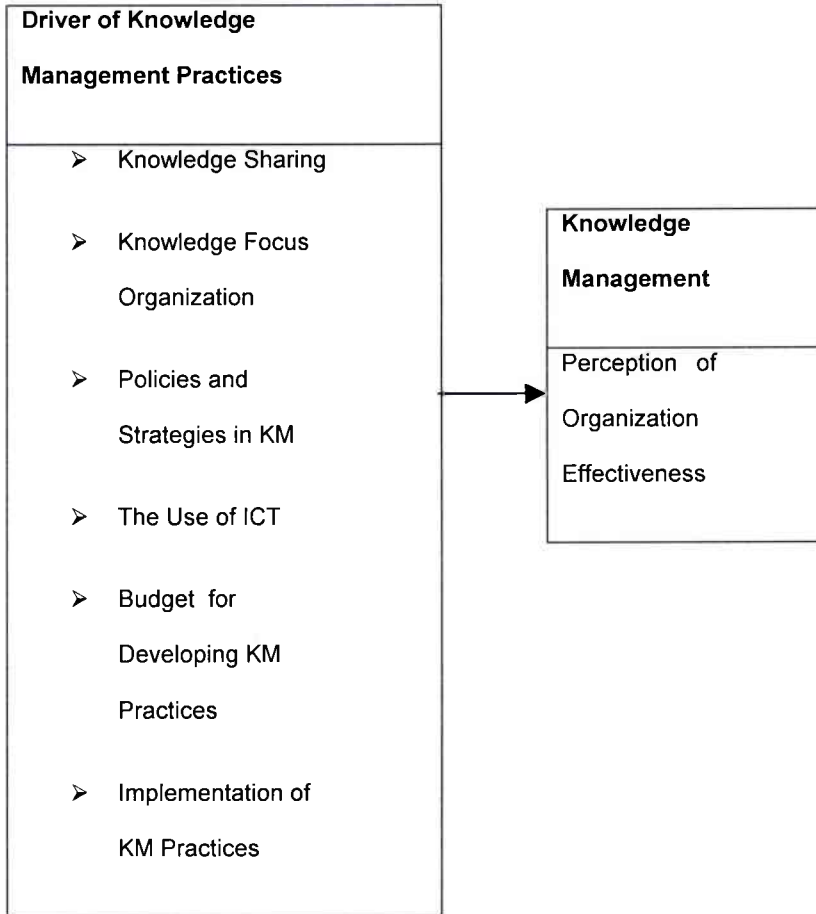 Driver of Knowledge
Management Practices
➢ Knowledge Sharing
➢ Knowledge Focus
Organization
➢ Policies and
Strategies in KM
➢ The Use of ICT
➢ Budget for
Developing KM
Practices
➢ Implementation of
KM Practices
Knowledge
Management
Perception of
Organization
Effectiveness